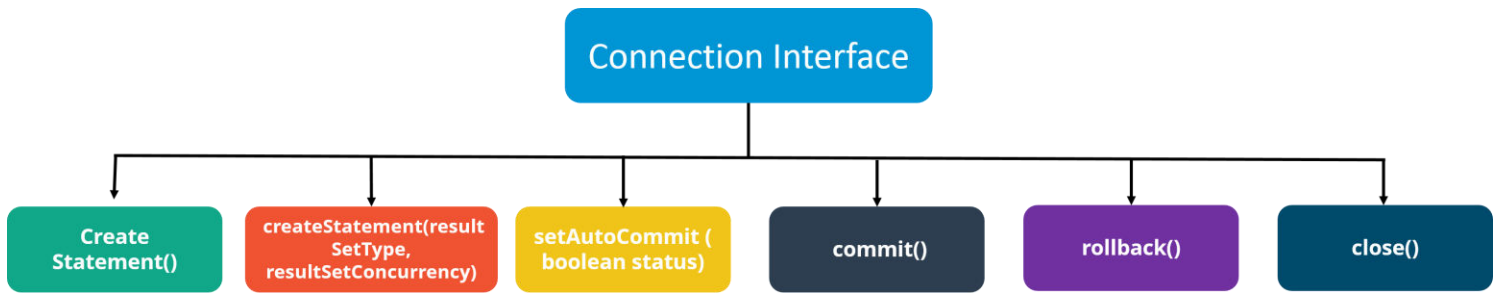 Connection Interface
Create
Statement()
createStatement(result
SetType,
resultSetConcurrency)
setAutoCommit (
boolean status)
commit()
rollback()
close()